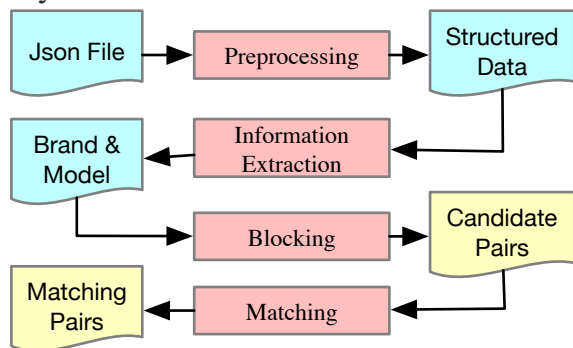 Json File
Preprocessing
Structured
Data
Information
Extraction
Brand &
Model
Blocking
Candidate
Pairs
Matching
Matching
Pairs